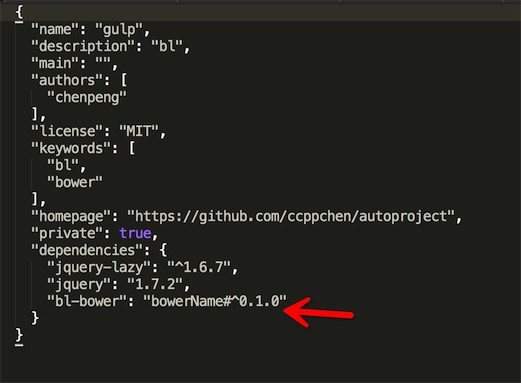 {
"name": "gulp",
"description": "bl",
"main": "",
"authors": [
"chenpeng"
],
"license": "MIT",
"keywords": [
"bl",
"bower"
],
"homepage": "https://github.com/ccppchen/autoproject",
"private": true,
"dependencies": {
"jquery-lazy": "^1.6.7",
"jquery": "1.7.2",
"bl-bower": "bowerName#^0.1.0"
}
}